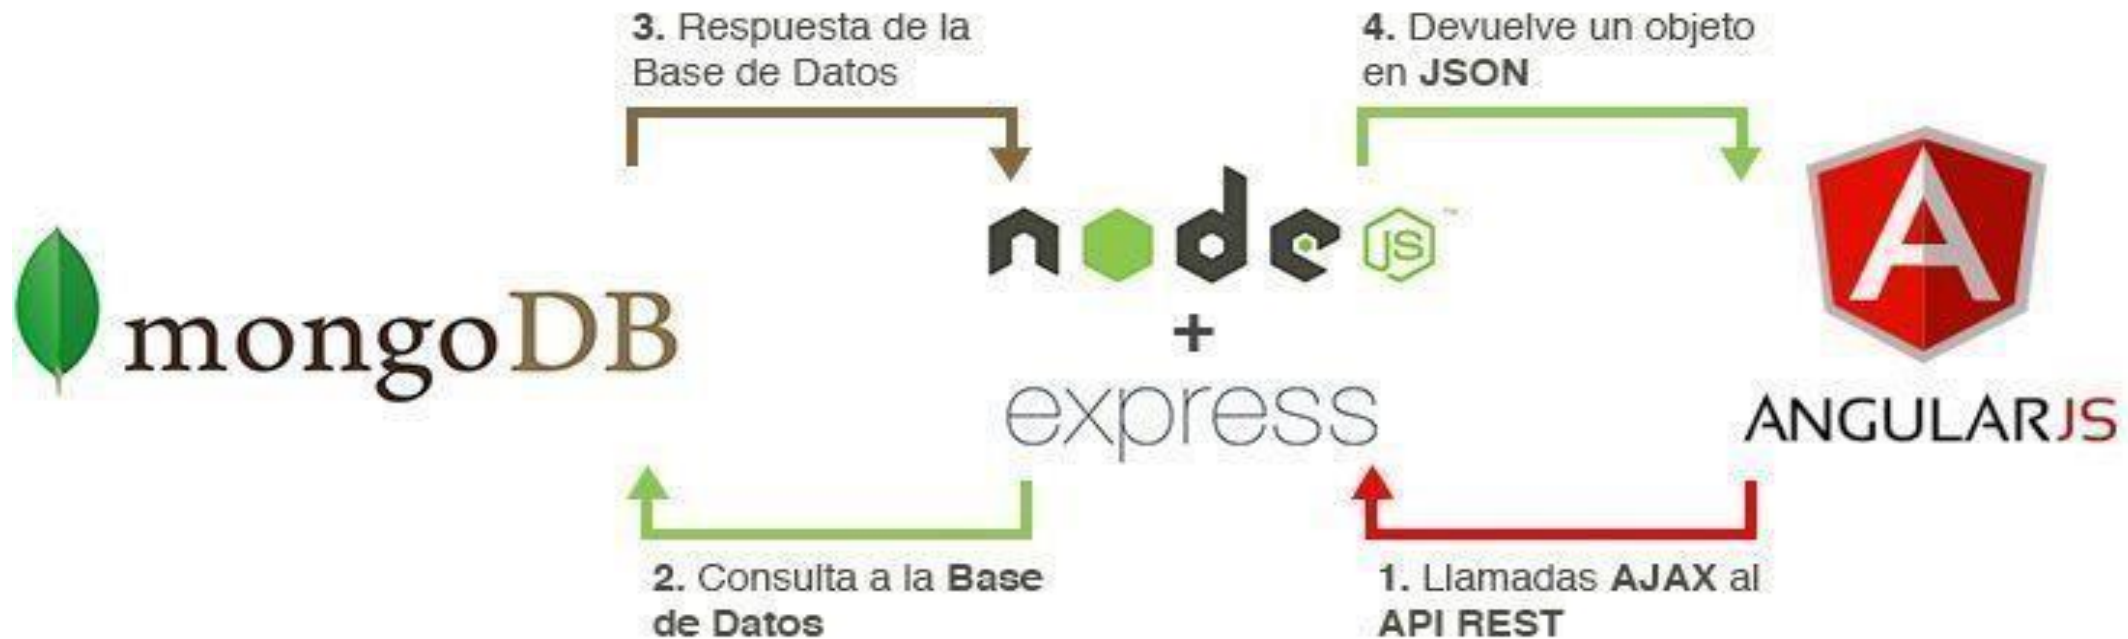 3. Respuesta de la
Base de Datos
4. Devuelve un objeto
en JSON
node JS ™
mongoDB
+
express
ANGULARJS
2. Consulta a la Base
de Datos
1. Llamadas AJAX al
API REST